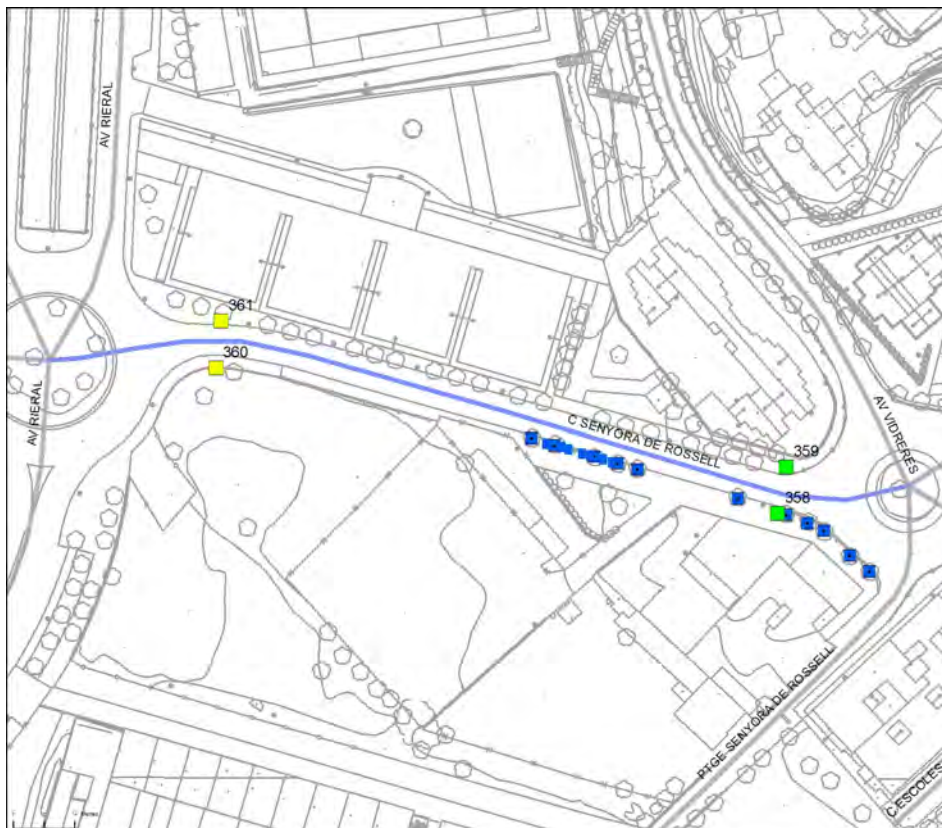 AV RIERAL
361
360
AV RIERAL
C SENYORA DE ROSSELL
AV VIDRERES
359
358
PTGE SENYORA DE ROSSELL
C ESCOLES